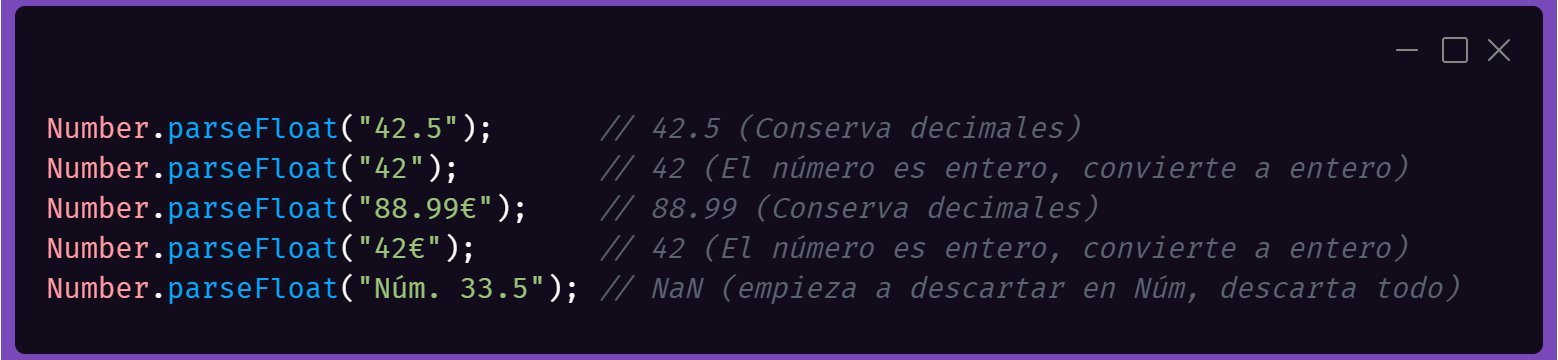 Number.parseFloat("42.5");      // 42.5 (Conserva decimales)
Number.parseFloat("42");        // 42 (El número es entero, convierte a entero)
Number.parseFloat("88.99€");    // 88.99 (Conserva decimales)
Number.parseFloat("42€");       // 42 (El número es entero, convierte a entero)
Number.parseFloat("Núm. 33.5"); // NaN (empieza a descartar en Núm, descarta todo)